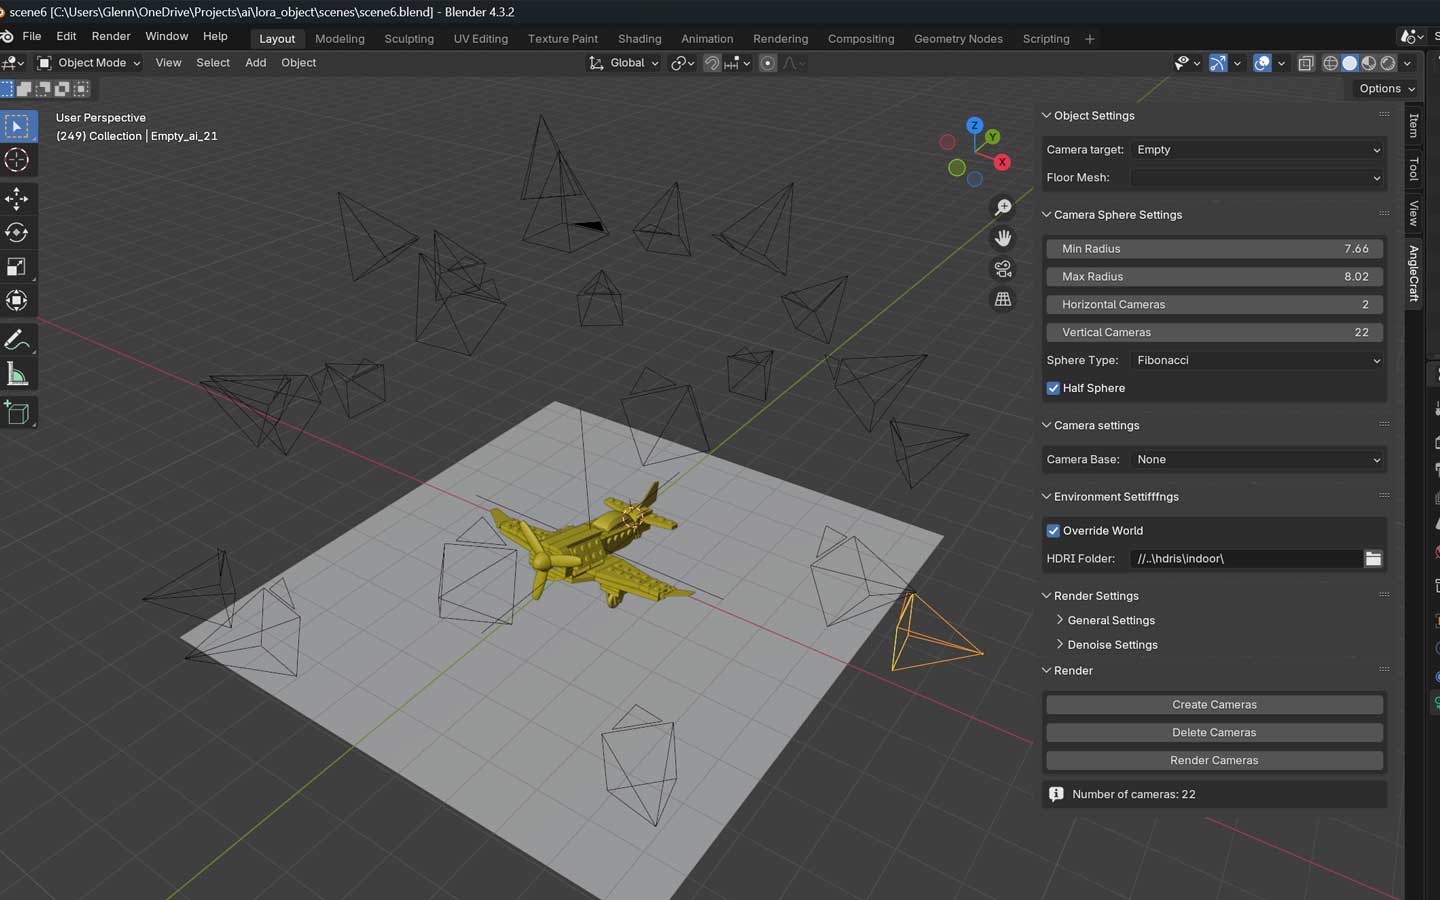 scene6 [C:\Users\Glenn\OneDrive\Projects\ai\lora_object\scenes\scene6.blend] - Blender 4.3.2
File Edit Render Window Help Layout Modeling Sculpting UV Editing Texture Paint Shading Animation Rendering Compositing Geometry Nodes Scripting +
Object Mode View Select Add Object Global
Options
User Perspective
(249) Collection | Empty_ai_21
Z
Y
X
Item
Tool
View
AngleCraft
Object Settings
Camera target: Empty
Floor Mesh:
Camera Sphere Settings
Min Radius 7.66
Max Radius 8.02
Horizontal Cameras 2
Vertical Cameras 22
Sphere Type: Fibonacci
Half Sphere
Camera settings
Camera Base: None
Environment Settifffngs
Override World
HDRI Folder: //..\hdris\indoor\
Render Settings
General Settings
Denoise Settings
Render
Create Cameras
Delete Cameras
Render Cameras
Number of cameras: 22